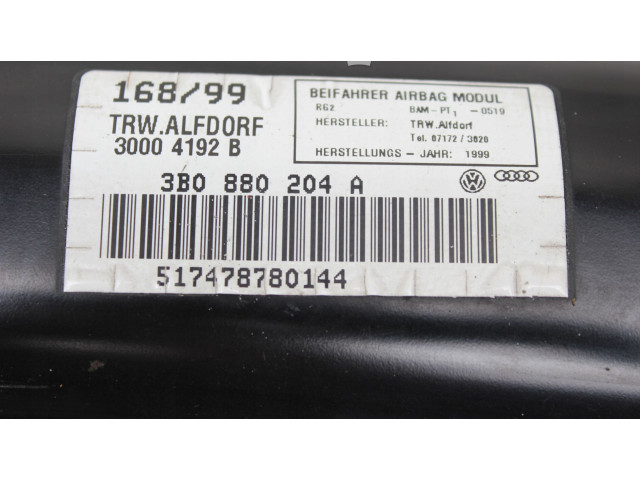 168/99
TRW.ALFDORF
3000 4192 B
BEIFAHRER AIRBAG MODUL
K62 BAM-PT1 -0519
HERSTELLER: TRW.Alfdorf
Tel. 07172 / 3020
HERSTELLUNGS - JAHR: 1999
3B0 880 204 A
517478780144